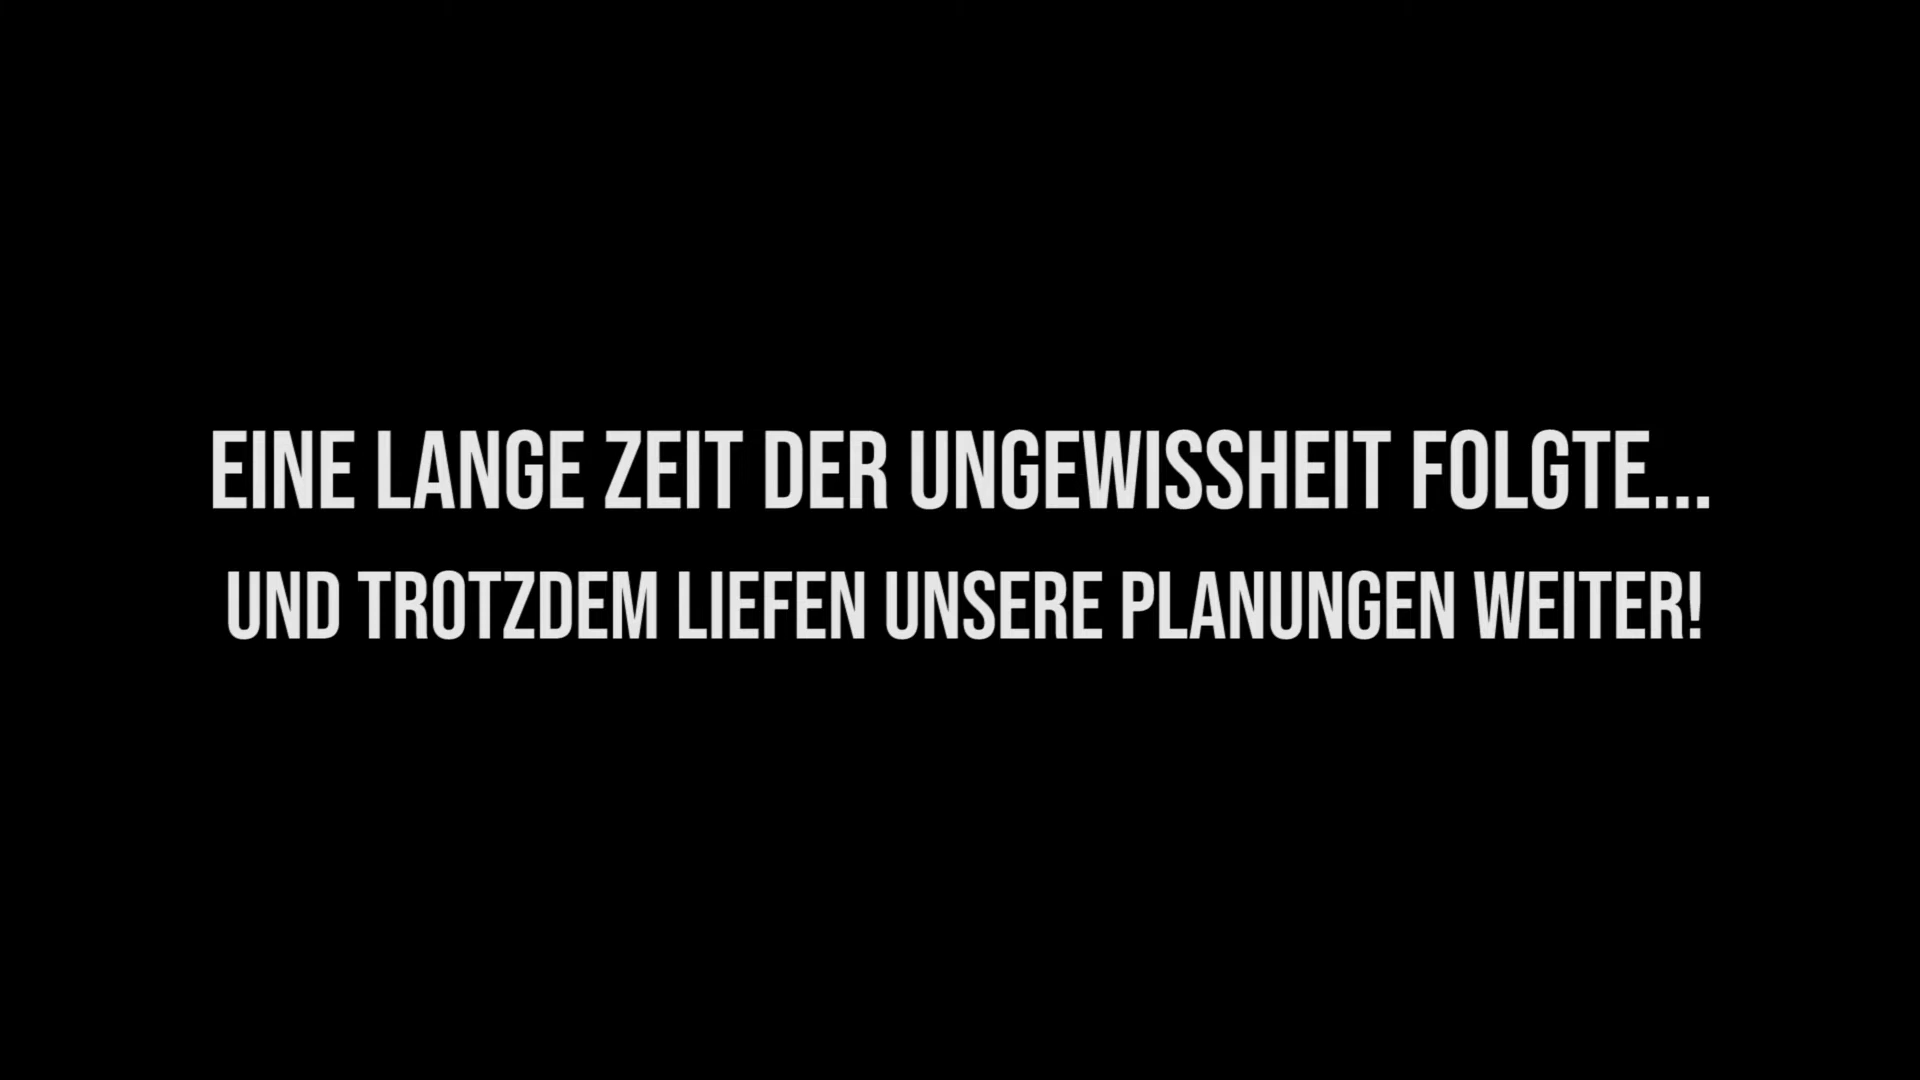 EINE LANGE ZEIT DER UNGEWISSHEIT FOLGTE...
UND TROTZDEM LIEFEN UNSERE PLANUNGEN WEITER!